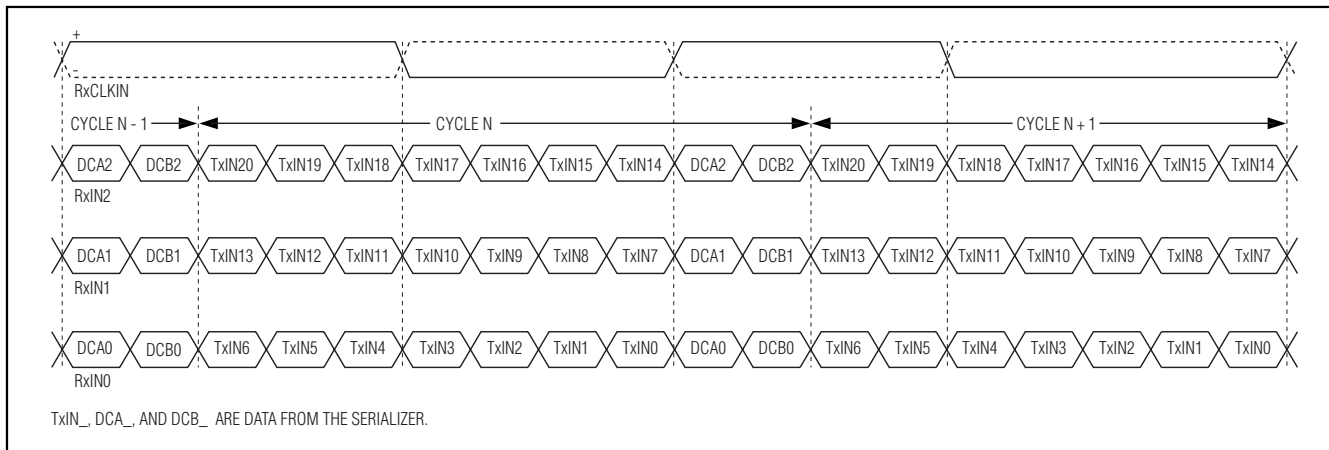 +
-
RxCLKIN
CYCLE N - 1 CYCLE N CYCLE N + 1
DCA2 DCB2 TxIN20 TxIN19 TxIN18 TxIN17 TxIN16 TxIN15 TxIN14 DCA2 DCB2 TxIN20 TxIN19 TxIN18 TxIN17 TxIN16 TxIN15 TxIN14
RxIN2
DCA1 DCB1 TxIN13 TxIN12 TxIN11 TxIN10 TxIN9 TxIN8 TxIN7 DCA1 DCB1 TxIN13 TxIN12 TxIN11 TxIN10 TxIN9 TxIN8 TxIN7
RxIN1
DCA0 DCB0 TxIN6 TxIN5 TxIN4 TxIN3 TxIN2 TxIN1 TxIN0 DCA0 DCB0 TxIN6 TxIN5 TxIN4 TxIN3 TxIN2 TxIN1 TxIN0
RxIN0
TxIN_, DCA_, AND DCB_ ARE DATA FROM THE SERIALIZER.